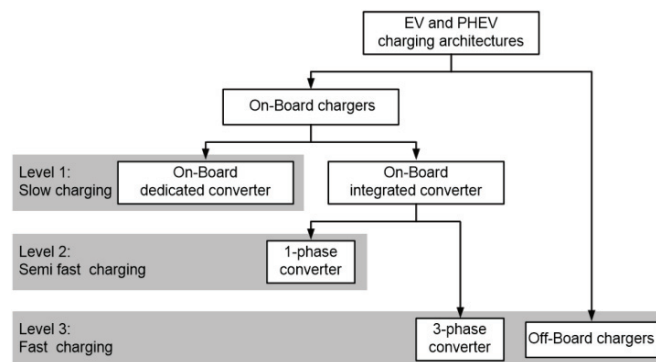 EV and PHEV
charging architectures
On-Board chargers
Level 1:
Slow charging
On-Board
dedicated converter
On-Board
integrated converter
Level 2:
Semi fast charging
1-phase
converter
Level 3:
Fast charging
3-phase
converter
Off-Board chargers